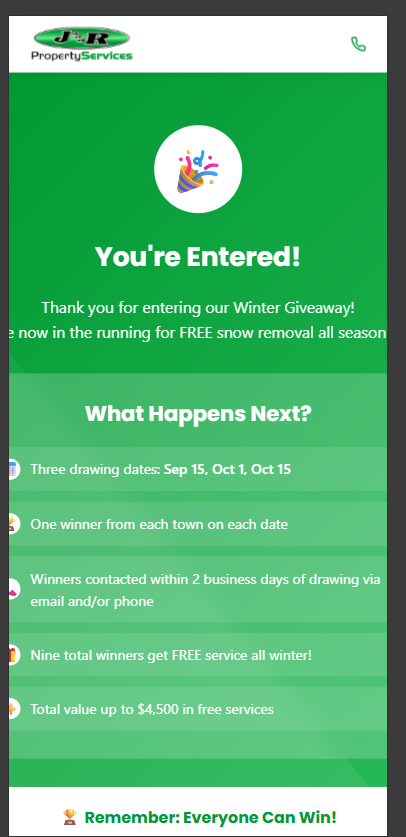 J&R
PropertyServices
You're Entered!
Thank you for entering our Winter Giveaway!
e now in the running for FREE snow removal all season
What Happens Next?
Three drawing dates: Sep 15, Oct 1, Oct 15
One winner from each town on each date
Winners contacted within 2 business days of drawing via
email and/or phone
Nine total winners get FREE service all winter!
Total value up to $4,500 in free services
Remember: Everyone Can Win!